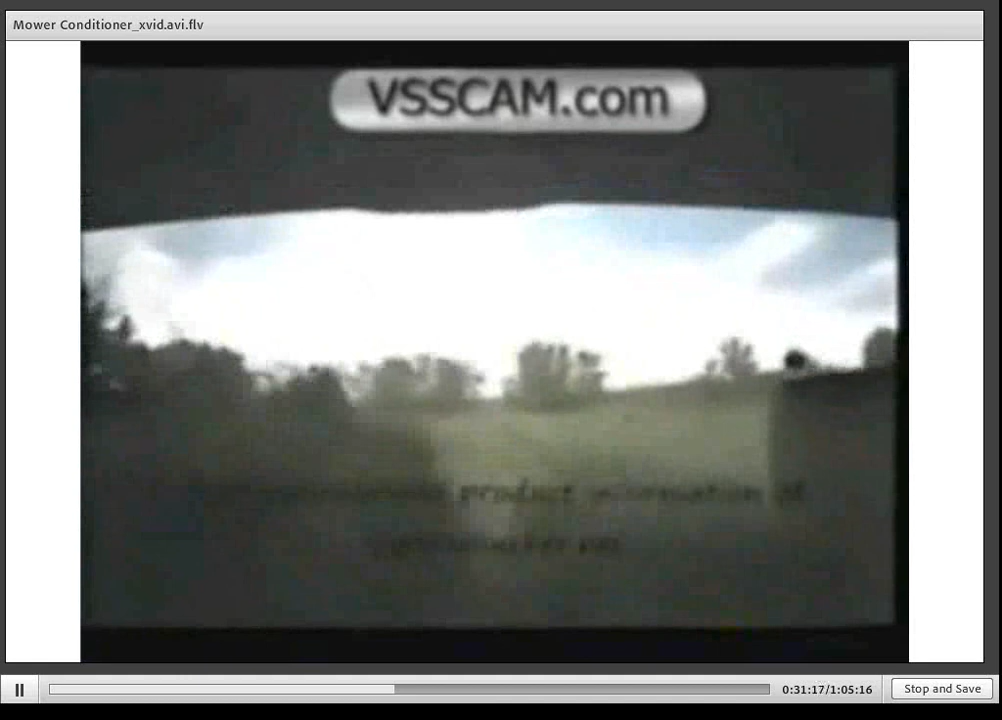 Mower Conditioner_xvid.avi.flv
VSSCAM.com
product information
0:31:17/1:05:16
Stop and Save